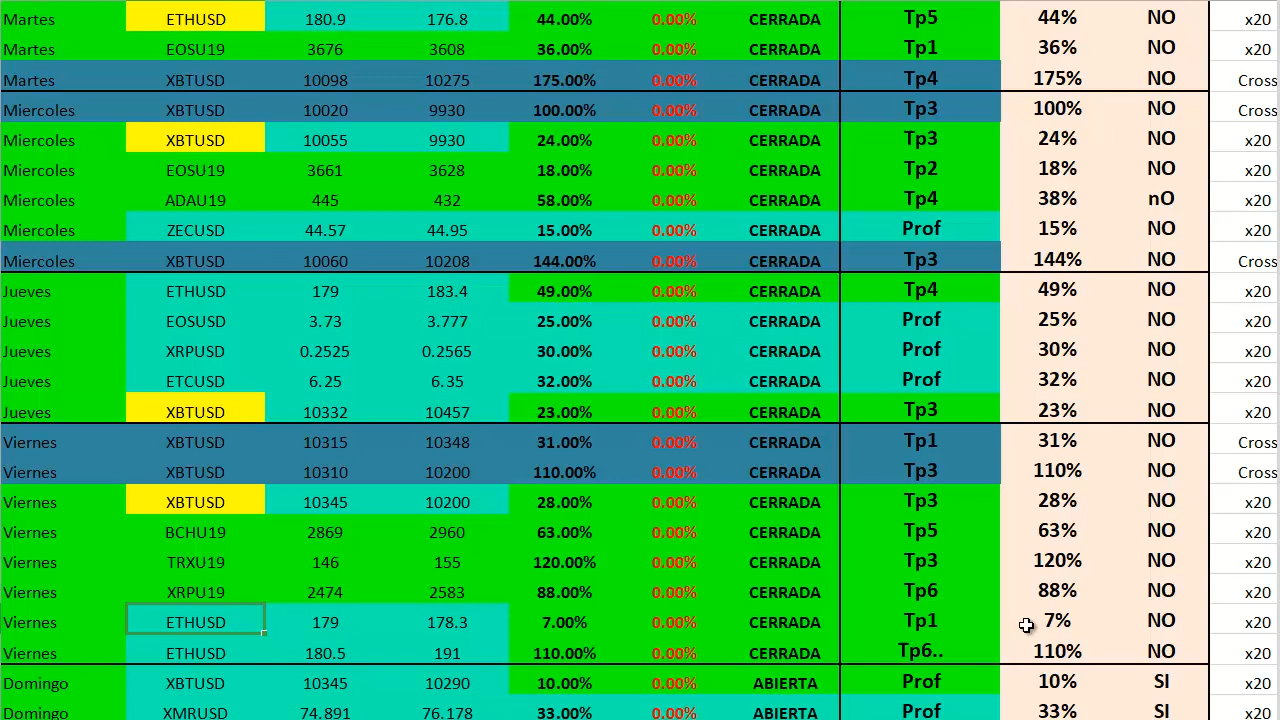 Martes ETHUSD 180.9 176.8 44.00% 0.00% CERRADA Tp5 44% NO x20
Martes EOSU19 3676 3608 36.00% 0.00% CERRADA Tp1 36% NO x20
Martes XBTUSD 10098 10275 175.00% 0.00% CERRADA Tp4 175% NO Cross
Miercoles XBTUSD 10020 9930 100.00% 0.00% CERRADA Tp3 100% NO Cross
Miercoles XBTUSD 10055 9930 24.00% 0.00% CERRADA Tp3 24% NO x20
Miercoles EOSU19 3661 3628 18.00% 0.00% CERRADA Tp2 18% NO x20
Miercoles ADAU19 445 432 58.00% 0.00% CERRADA Tp4 38% nO x20
Miercoles ZECUSD 44.57 44.95 15.00% 0.00% CERRADA Prof 15% NO x20
Miercoles XBTUSD 10060 10208 144.00% 0.00% CERRADA Tp3 144% NO Cross
Jueves ETHUSD 179 183.4 49.00% 0.00% CERRADA Tp4 49% NO x20
Jueves EOSUSD 3.73 3.777 25.00% 0.00% CERRADA Prof 25% NO x20
Jueves XRPUSD 0.2525 0.2565 30.00% 0.00% CERRADA Prof 30% NO x20
Jueves ETCUSD 6.25 6.35 32.00% 0.00% CERRADA Prof 32% NO x20
Jueves XBTUSD 10332 10457 23.00% 0.00% CERRADA Tp3 23% NO x20
Viernes XBTUSD 10315 10348 31.00% 0.00% CERRADA Tp1 31% NO Cross
Viernes XBTUSD 10310 10200 110.00% 0.00% CERRADA Tp3 110% NO Cross
Viernes XBTUSD 10345 10200 28.00% 0.00% CERRADA Tp3 28% NO x20
Viernes BCHU19 2869 2960 63.00% 0.00% CERRADA Tp5 63% NO x20
Viernes TRXU19 146 155 120.00% 0.00% CERRADA Tp3 120% NO x20
Viernes XRPU19 2474 2583 88.00% 0.00% CERRADA Tp6 88% NO x20
Viernes ETHUSD 179 178.3 7.00% 0.00% CERRADA Tp1 7% NO x20
Viernes ETHUSD 180.5 191 110.00% 0.00% CERRADA Tp6.. 110% NO x20
Domingo XBTUSD 10345 10290 10.00% 0.00% ABIERTA Prof 10% SI x20
Domingo XMRUSD 74.891 76.178 33.00% 0.00% ABIERTA Prof 33% SI x20